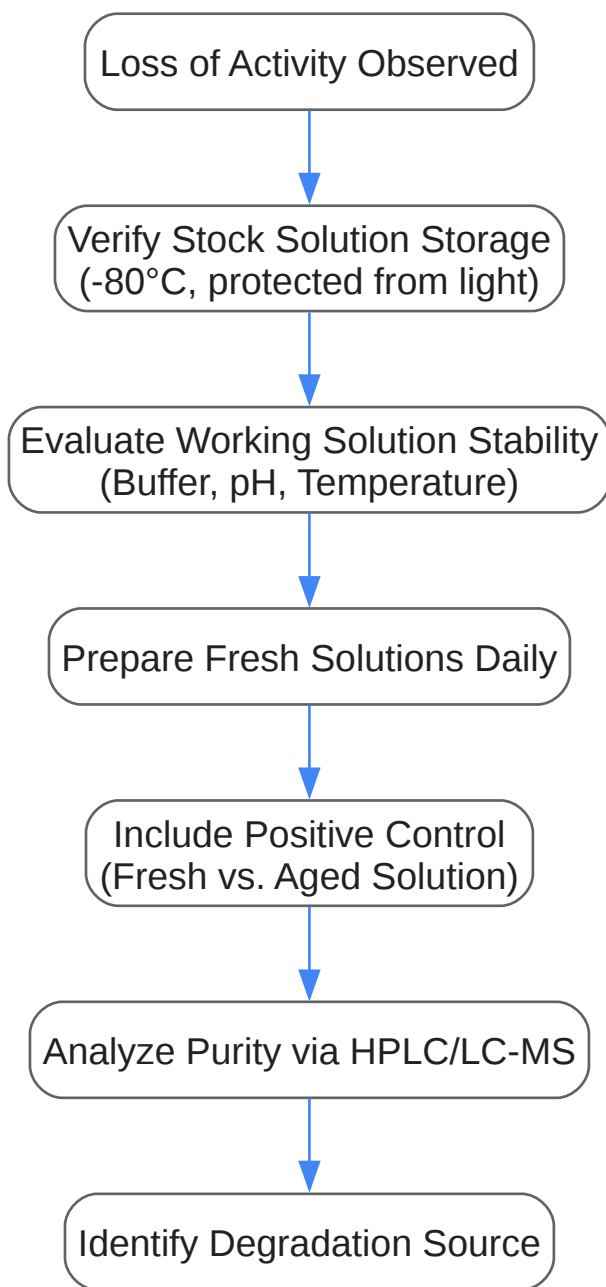 Loss of Activity Observed
Verify Stock Solution Storage
(-80°C, protected from light)
Evaluate Working Solution Stability
(Buffer, pH, Temperature)
Prepare Fresh Solutions Daily
Include Positive Control
(Fresh vs. Aged Solution)
Analyze Purity via HPLC/LC-MS
Identify Degradation Source